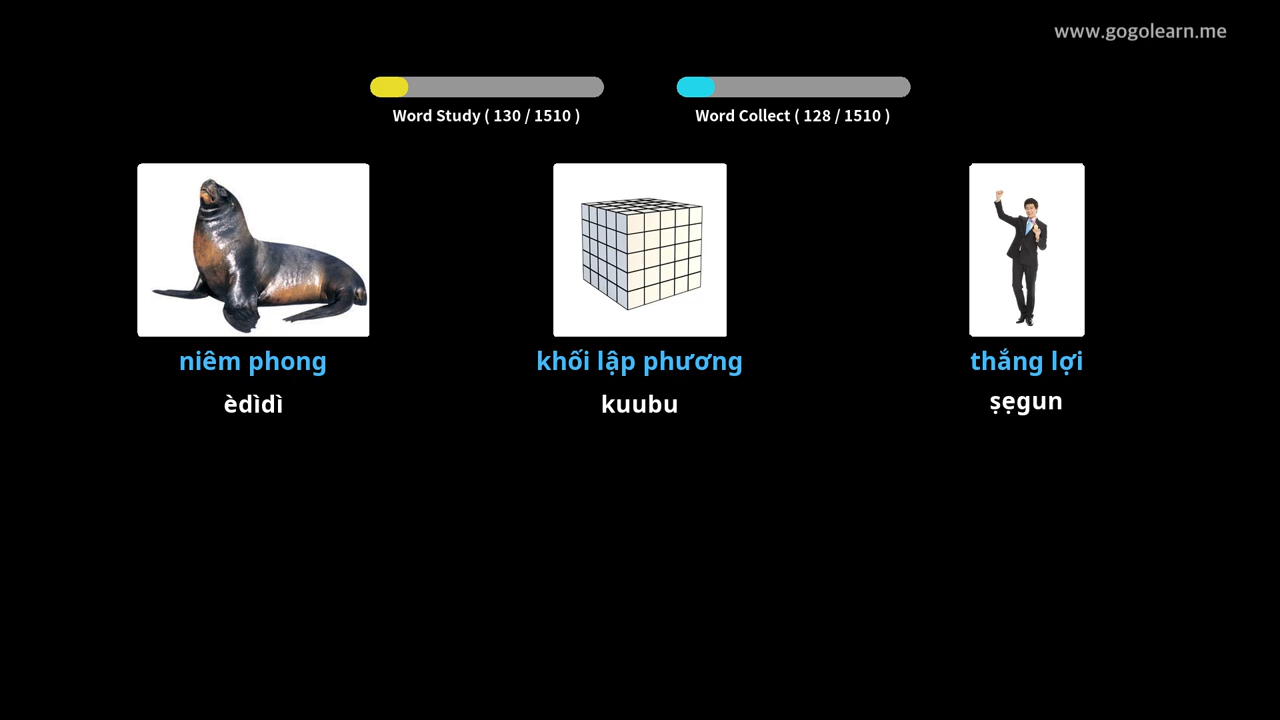 www.gogolearn.me
Word Study ( 130 / 1510 )
Word Collect ( 128 / 1510 )
niêm phong
khối lập phương
thắng lợi
èdìdì
kuubu
ṣẹgun